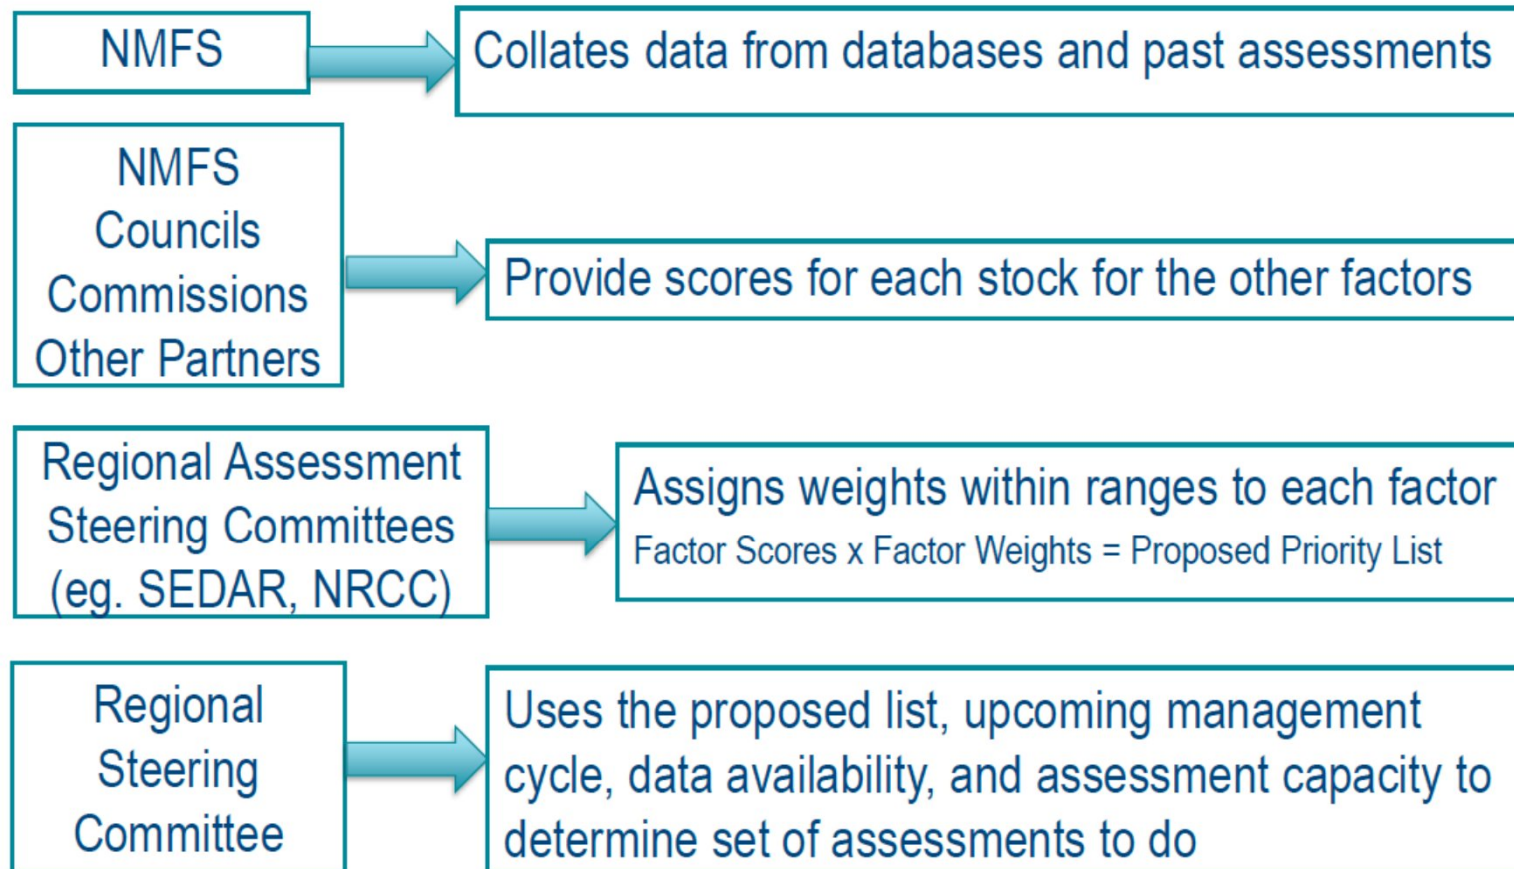 NMFS
Collates data from databases and past assessments
NMFS
Councils
Commissions
Other Partners
Provide scores for each stock for the other factors
Regional Assessment
Steering Committees
(eg. SEDAR, NRCC)
Assigns weights within ranges to each factor
Factor Scores x Factor Weights = Proposed Priority List
Regional
Steering
Committee
Uses the proposed list, upcoming management
cycle, data availability, and assessment capacity to
determine set of assessments to do